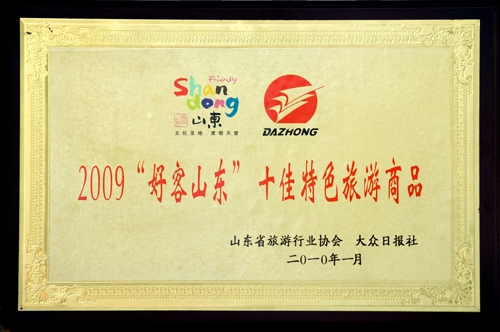 Friendly
Shan
dong
山東
文化圣地 度假天堂
DAZHONG
2009“好客山东”十佳特色旅游商品
山东省旅游行业协会 大众日报社
二〇一〇年一月